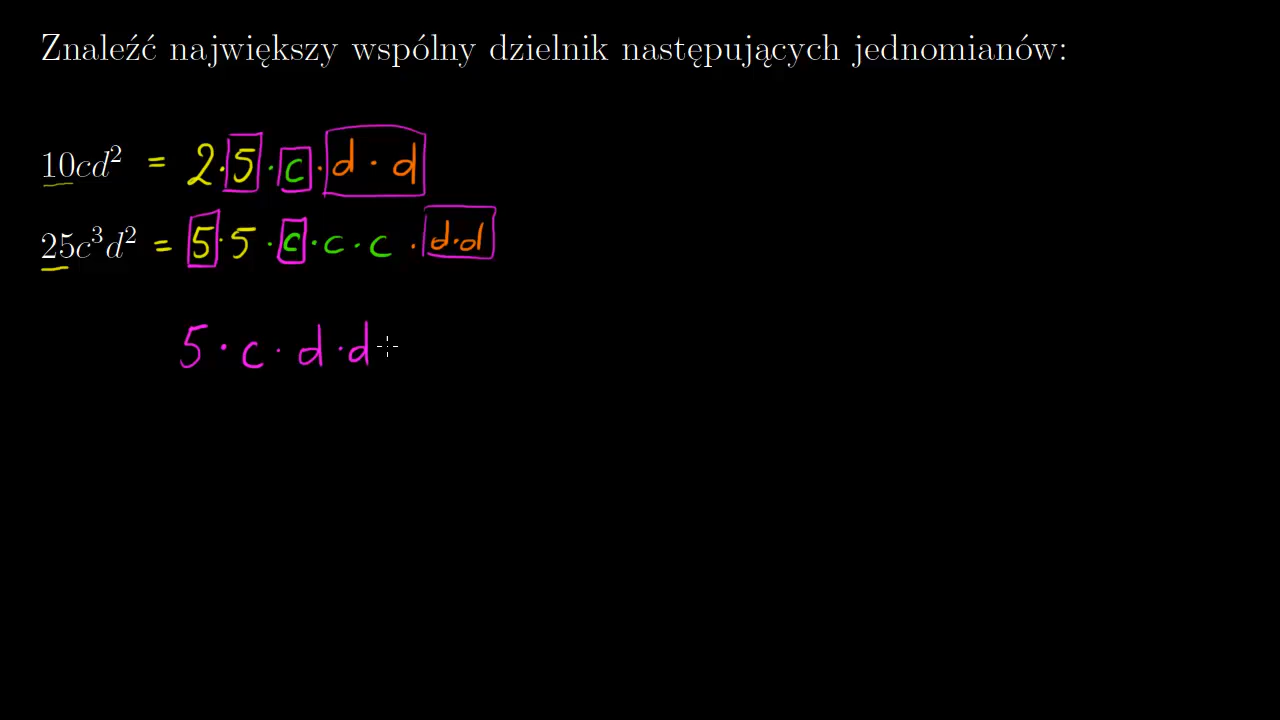 Znaleźć największy wspólny dzielnik następujących jednomianów:
10cd² = 2·5·c·d·d
25c³d² = 5·5·c·c·c·d·d
5·c·d·d